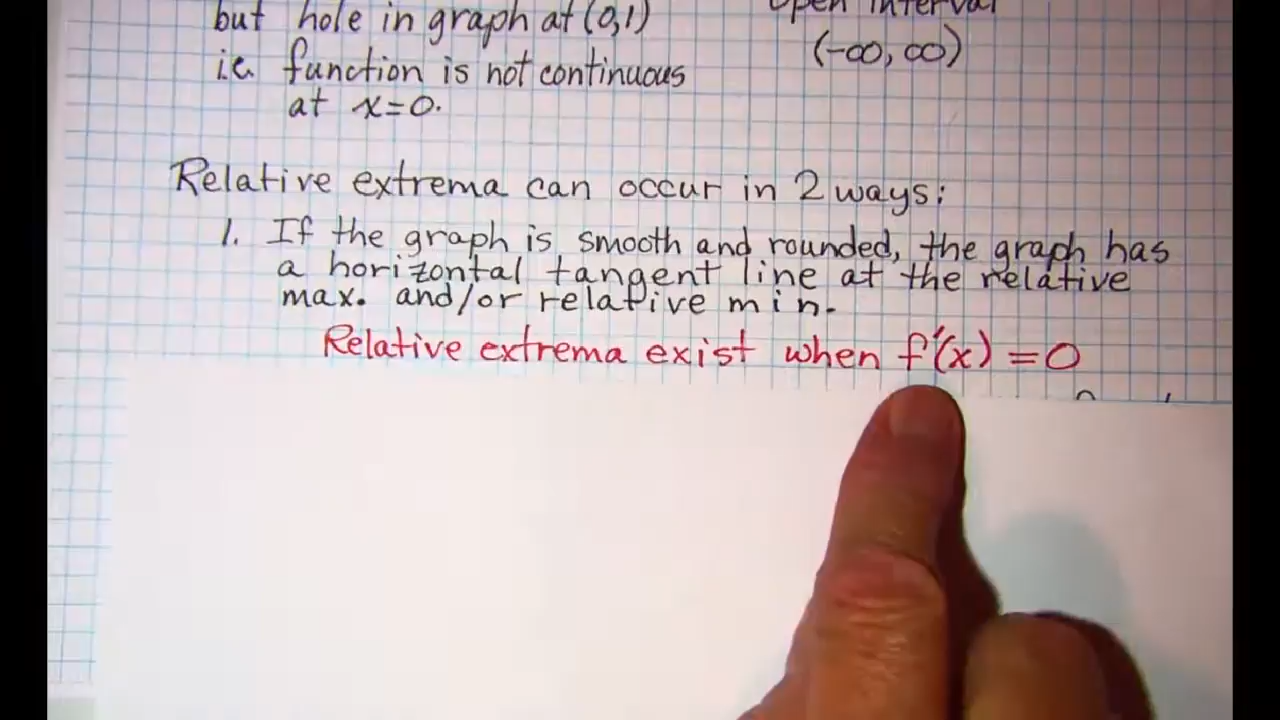 but hole in graph at (0,1)
open interval
(-∞, ∞)
i.e. function is not continuous
at x=0.
Relative extrema can occur in 2 ways:
1. If the graph is smooth and rounded, the graph has
a horizontal tangent line at the relative
max. and/or relative min.
Relative extrema exist when f'(x) = 0